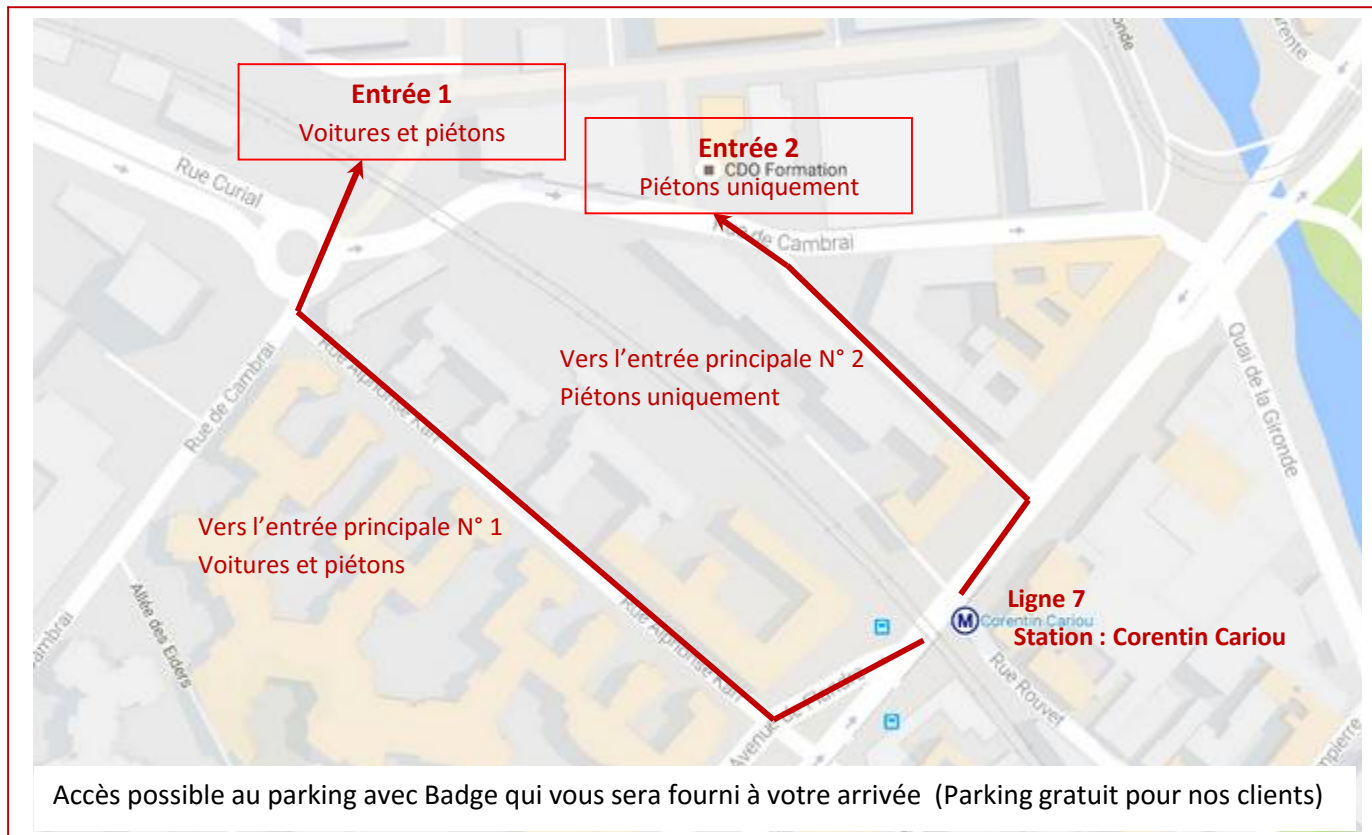 Entrée 1
Voitures et piétons
Entrée 2
CDO Formation
Piétons uniquement
Rue Curial
Rue de Cambrai
Vers l’entrée principale N° 2
Piétons uniquement
Rue de Cambrai
Rue Alphonse Karr
Quai de la Gironde
Vers l’entrée principale N° 1
Voitures et piétons
Allée des Eiders
Rue Alphonse Karr
Ligne 7
M
Corentin Cariou
Station : Corentin Cariou
Rue Rouvet
Avenue de
Accès possible au parking avec Badge qui vous sera fourni à votre arrivée (Parking gratuit pour nos clients)